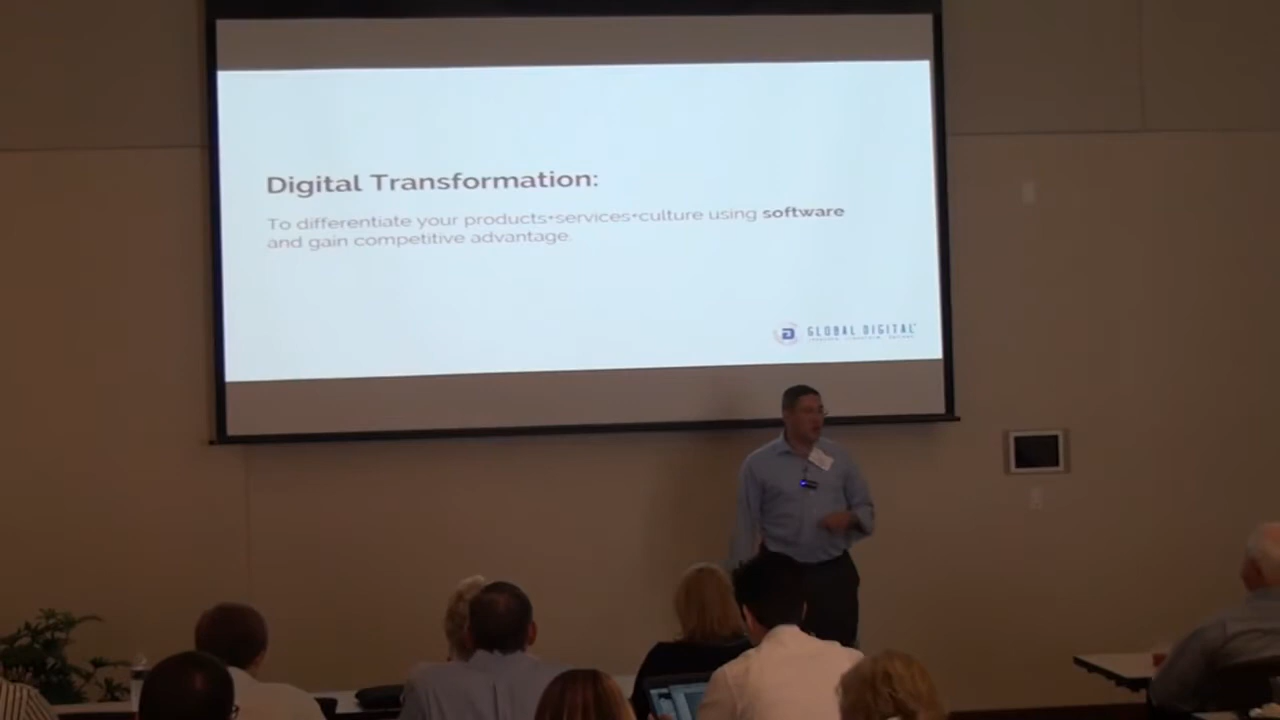 Digital Transformation:
To differentiate your products•services•culture using software
and gain competitive advantage.
GLOBAL DIGITAL